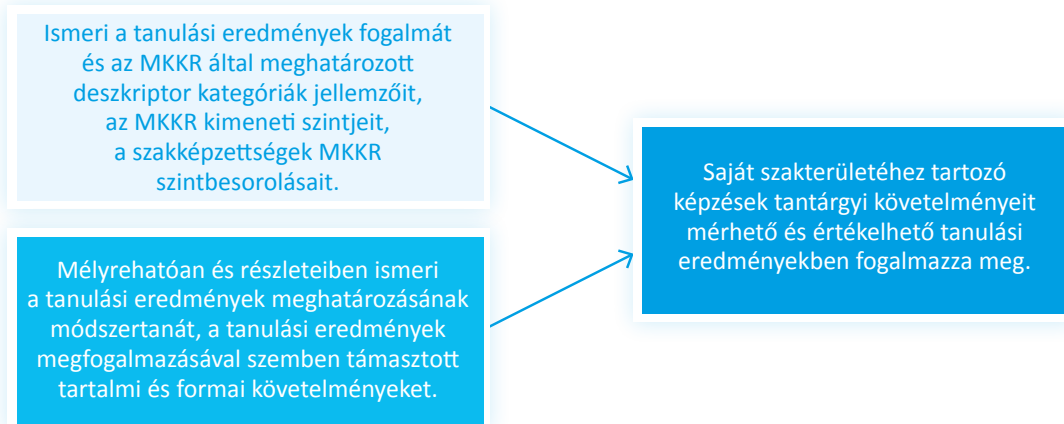 Ismeri a tanulási eredmények fogalmát
és az MKKR által meghatározott
deszkriptor kategóriák jellemzőit,
az MKKR kimeneti szintjeit,
a szakképzettségek MKKR
szintbesorolásait.
Mélyrehatóan és részleteiben ismeri
a tanulási eredmények meghatározásának
módszertanát, a tanulási eredmények
megfogalmazásával szemben támasztott
tartalmi és formai követelményeket.
Saját szakterületéhez tartozó
képzések tantárgyi követelményeit
mérhető és értékelhető tanulási
eredményekben fogalmazza meg.